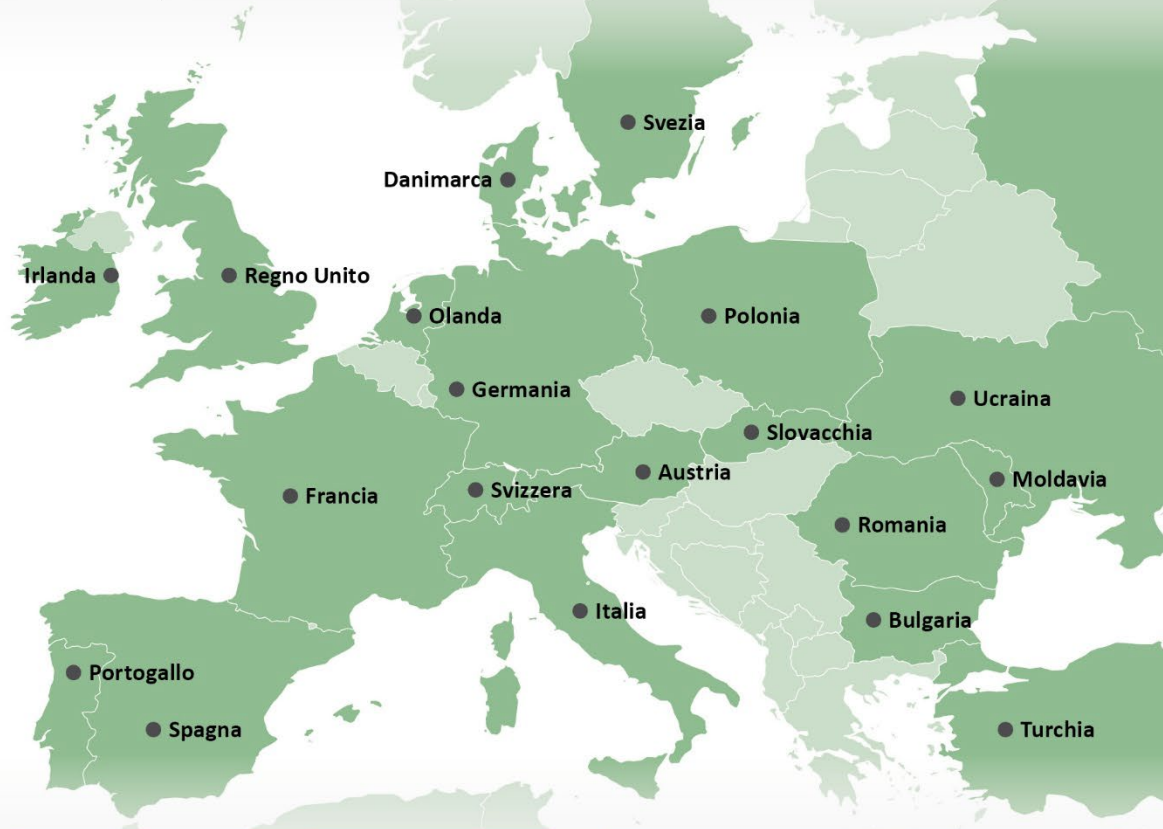 Svezia
Danimarca
Irlanda
Regno Unito
Olanda
Polonia
Germania
Ucraina
Slovacchia
Austria
Moldavia
Svizzera
Francia
Romania
Italia
Bulgaria
Portogallo
Spagna
Turchia